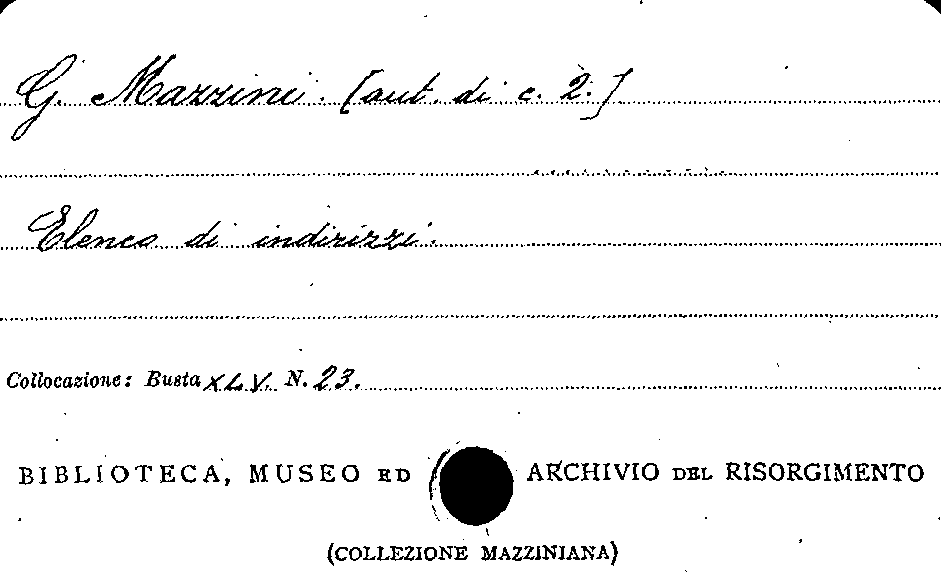 G. Mazzini. [aut. di c. 2.]
Elenco di indirizzi.
Collocazione: Busta XLV. N. 23.
BIBLIOTECA, MUSEO ED ARCHIVIO DEL RISORGIMENTO
(COLLEZIONE MAZZINIANA)